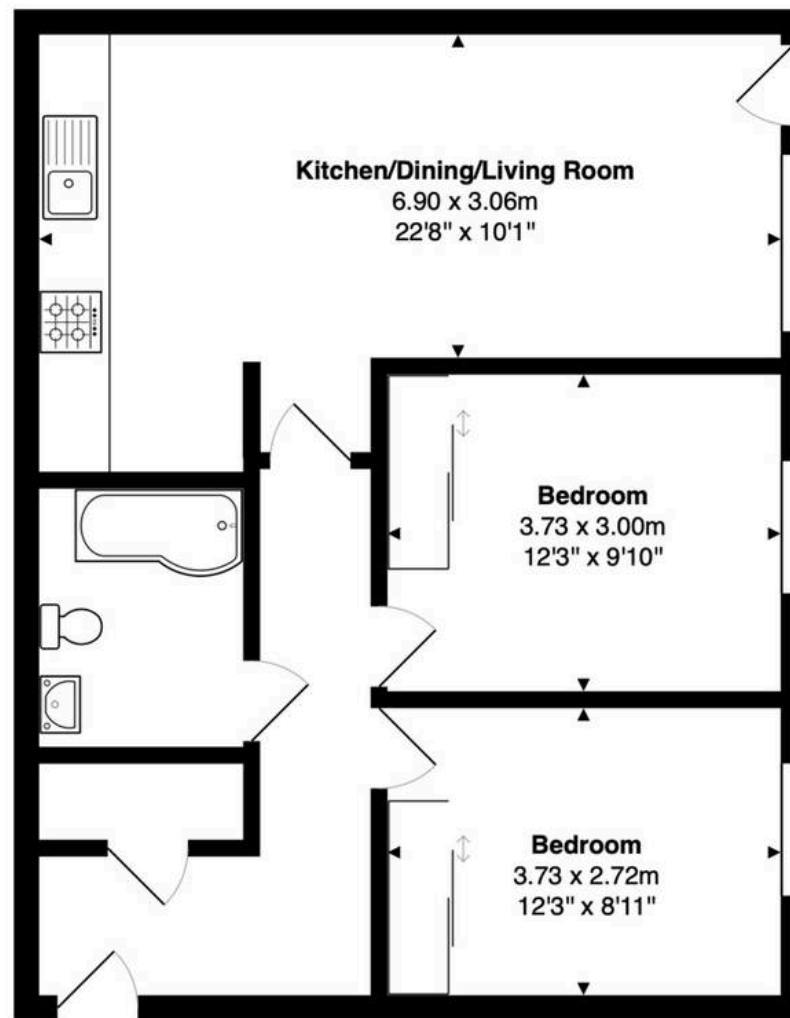 Kitchen/Dining/Living Room
6.90 x 3.06m
22'8" x 10'1"
Bedroom
3.73 x 3.00m
12'3" x 9'10"
Bedroom
3.73 x 2.72m
12'3" x 8'11"